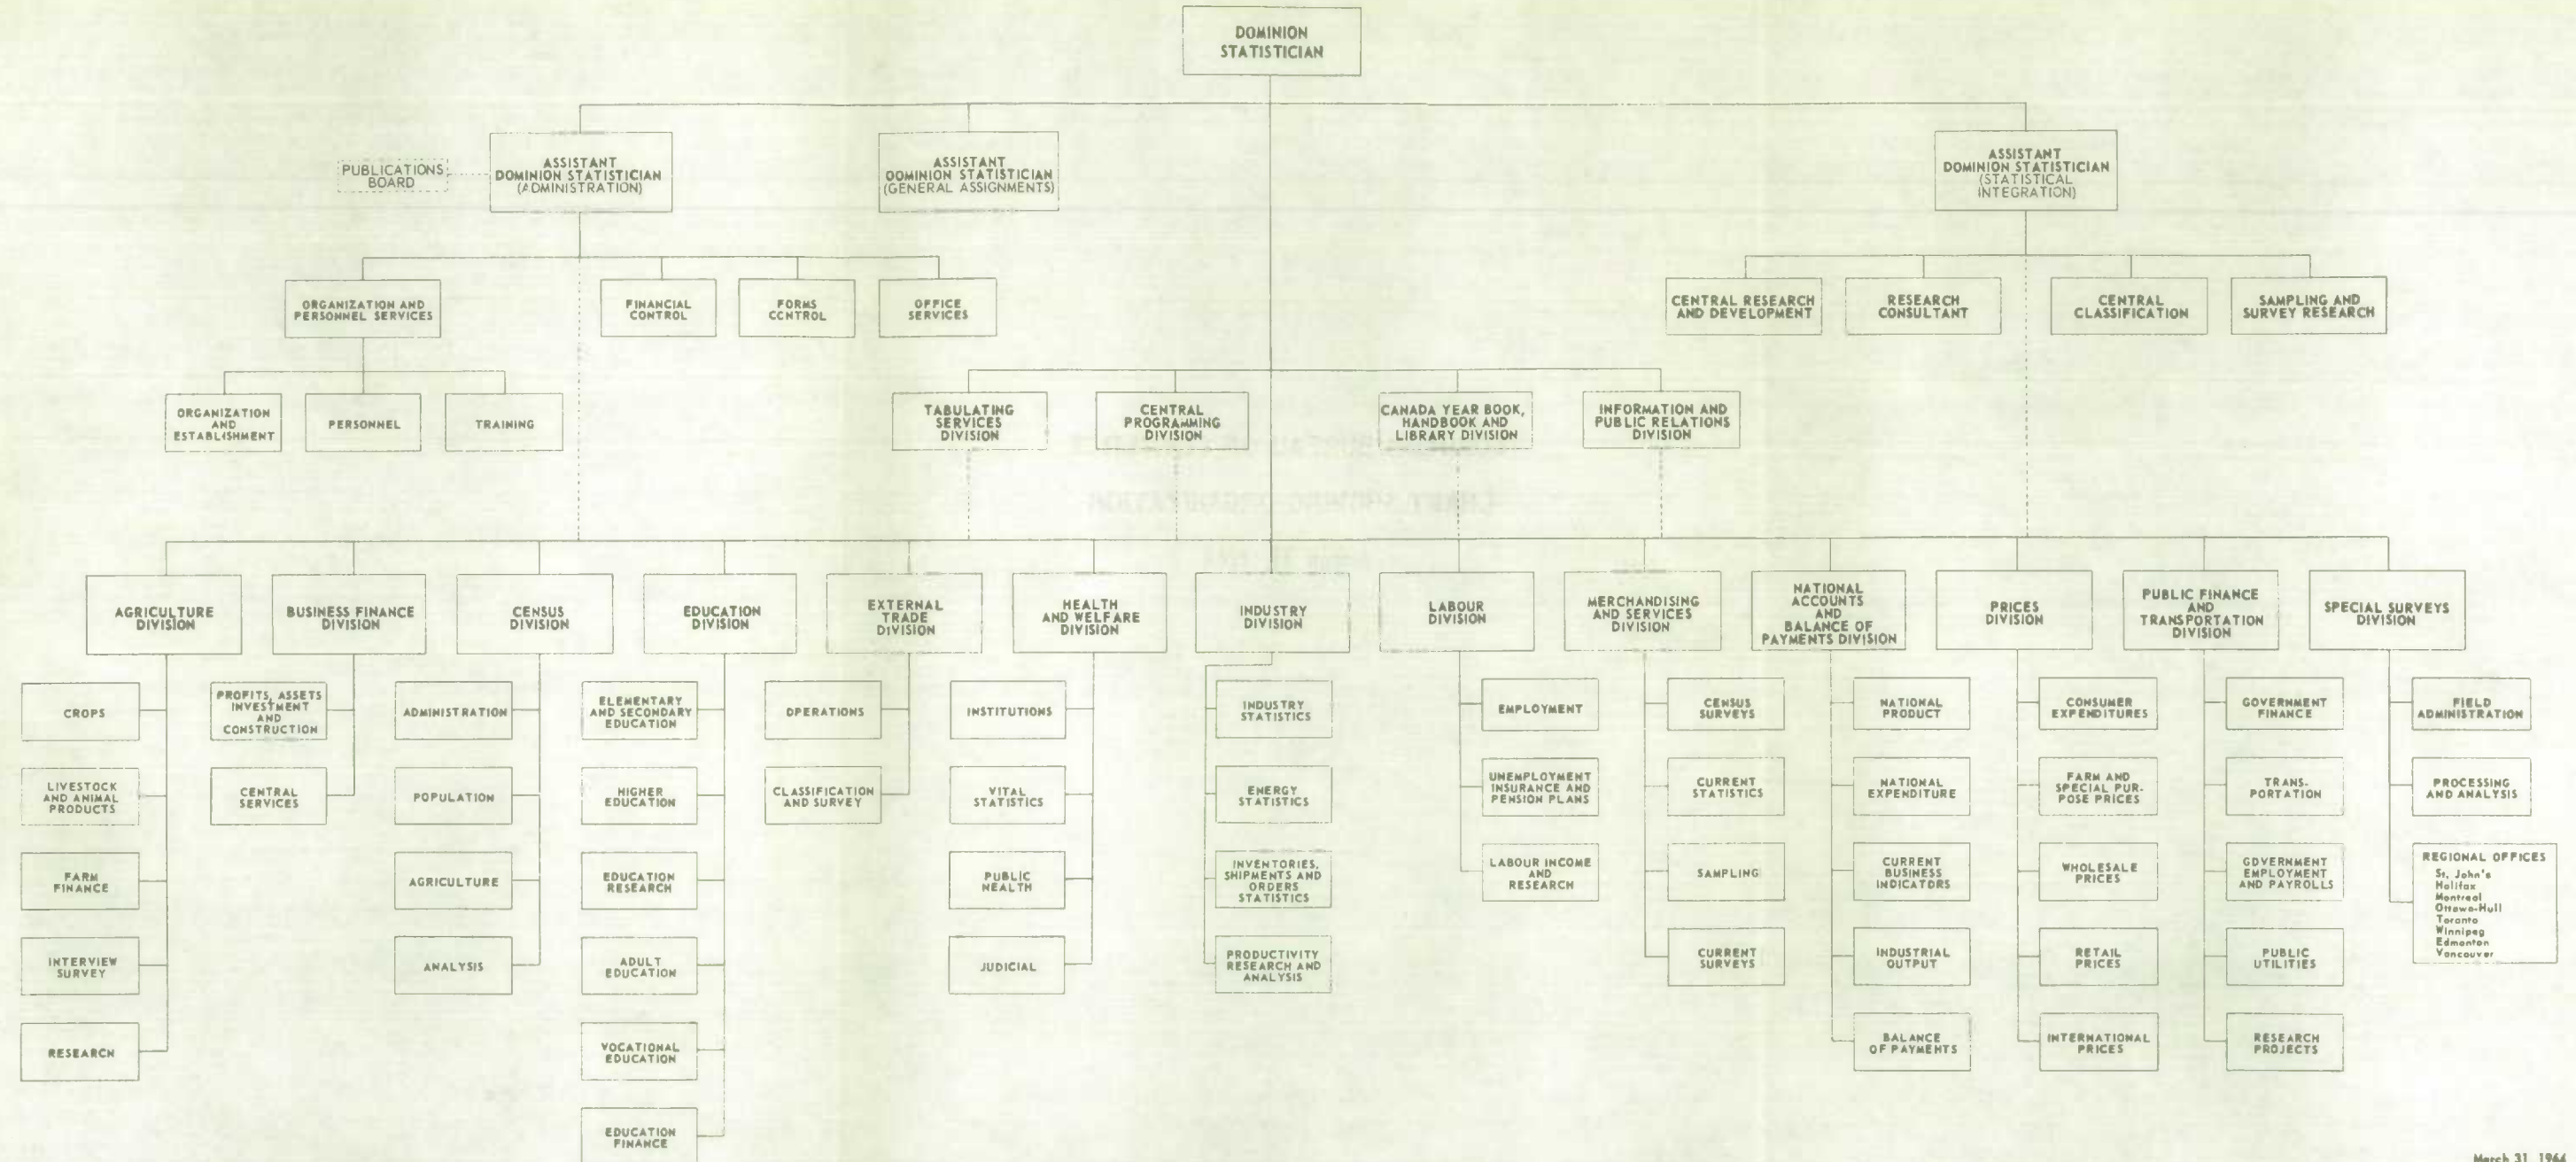 DOMINION
STATISTICIAN
PUBLICATIONS
BOARD
ASSISTANT
DOMINION STATISTICIAN
(ADMINISTRATION)
ASSISTANT
DOMINION STATISTICIAN
(GENERAL ASSIGNMENTS)
ASSISTANT
DOMINION STATISTICIAN
(STATISTICAL
INTEGRATION)
ORGANIZATION AND
PERSONNEL SERVICES
FINANCIAL
CONTROL
FORMS
CONTROL
OFFICE
SERVICES
CENTRAL RESEARCH
AND DEVELOPMENT
RESEARCH
CONSULTANT
CENTRAL
CLASSIFICATION
SAMPLING AND
SURVEY RESEARCH
ORGANIZATION
AND
ESTABLISHMENT
PERSONNEL
TRAINING
TABULATING
SERVICES
DIVISION
CENTRAL
PROGRAMMING
DIVISION
CANADA YEAR BOOK,
HANDBOOK AND
LIBRARY DIVISION
INFORMATION AND
PUBLIC RELATIONS
DIVISION
AGRICULTURE
DIVISION
BUSINESS FINANCE
DIVISION
CENSUS
DIVISION
EDUCATION
DIVISION
EXTERNAL
TRADE
DIVISION
HEALTH
AND WELFARE
DIVISION
INDUSTRY
DIVISION
LABOUR
DIVISION
MERCHANDISING
AND SERVICES
DIVISION
NATIONAL
ACCOUNTS
AND
BALANCE OF
PAYMENTS DIVISION
PRICES
DIVISION
PUBLIC FINANCE
AND
TRANSPORTATION
DIVISION
SPECIAL SURVEYS
DIVISION
CROPS
LIVESTOCK
AND ANIMAL
PRODUCTS
FARM
FINANCE
INTERVIEW
SURVEY
RESEARCH
PROFITS, ASSETS
INVESTMENT
AND
CONSTRUCTION
CENTRAL
SERVICES
ADMINISTRATION
POPULATION
AGRICULTURE
ANALYSIS
ELEMENTARY
AND SECONDARY
EDUCATION
HIGHER
EDUCATION
EDUCATION
RESEARCH
ADULT
EDUCATION
VOCATIONAL
EDUCATION
EDUCATION
FINANCE
OPERATIONS
CLASSIFICATION
AND SURVEY
INSTITUTIONS
VITAL
STATISTICS
PUBLIC
HEALTH
JUDICIAL
INDUSTRY
STATISTICS
ENERGY
STATISTICS
INVENTORIES,
SHIPMENTS AND
ORDERS
STATISTICS
PRODUCTIVITY
RESEARCH AND
ANALYSIS
EMPLOYMENT
UNEMPLOYMENT
INSURANCE AND
PENSION PLANS
LABOUR INCOME
AND
RESEARCH
CENSUS
SURVEYS
CURRENT
STATISTICS
SAMPLING
CURRENT
SURVEYS
NATIONAL
PRODUCT
NATIONAL
EXPENDITURE
CURRENT
BUSINESS
INDICATORS
INDUSTRIAL
OUTPUT
BALANCE
OF PAYMENTS
CONSUMER
EXPENDITURES
FARM AND
SPECIAL PUR-
POSE PRICES
WHOLESALE
PRICES
RETAIL
PRICES
INTERNATIONAL
PRICES
GOVERNMENT
FINANCE
TRANS-
PORTATION
GOVERNMENT
EMPLOYMENT
AND PAYROLLS
PUBLIC
UTILITIES
RESEARCH
PROJECTS
FIELD
ADMINISTRATION
PROCESSING
AND ANALYSIS
REGIONAL OFFICES
St. John's
Halifax
Montreal
Ottawa-Hull
Toronto
Winnipeg
Edmonton
Vancouver
March 31, 1964